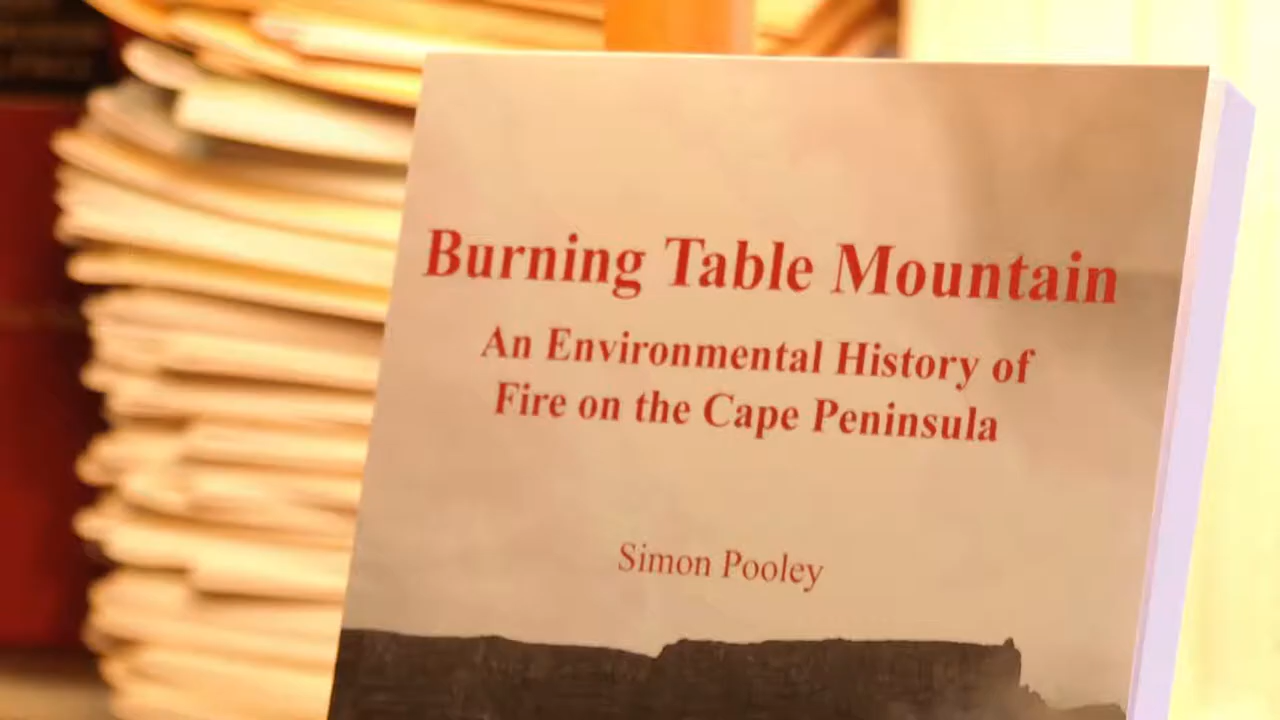 Burning Table Mountain
An Environmental History of
Fire on the Cape Peninsula
Simon Pooley